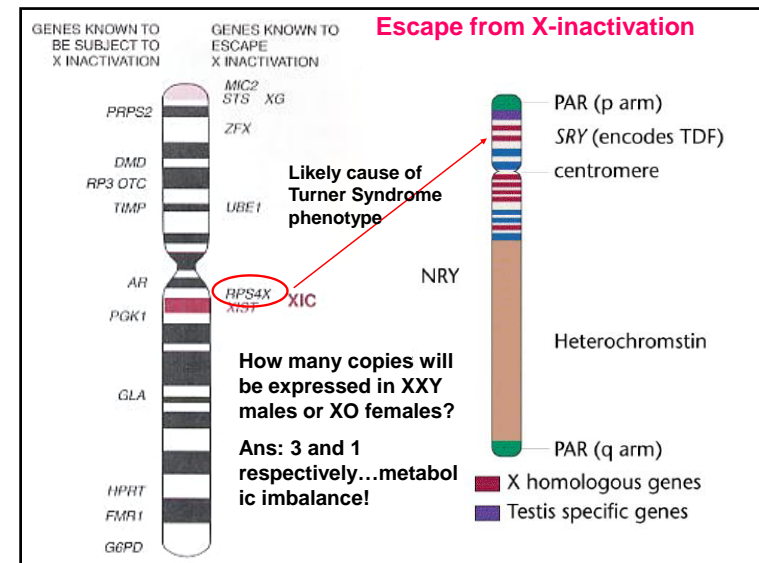 Escape from X-inactivation
GENES KNOWN TO
BE SUBJECT TO
X INACTIVATION
GENES KNOWN TO
ESCAPE
X INACTIVATION
MIC2
STS XG
PRPS2
ZFX
DMD
RP3 OTC
TIMP
UBE1
AR
RPS4X
XIST
XIC
PGK1
GLA
HPRT
FMR1
G6PD
Likely cause of
Turner Syndrome
phenotype
How many copies will
be expressed in XXY
males or XO females?
Ans: 3 and 1
respectively…metabol
ic imbalance!
PAR (p arm)
SRY (encodes TDF)
centromere
NRY
Heterochromstin
PAR (q arm)
X homologous genes
Testis specific genes